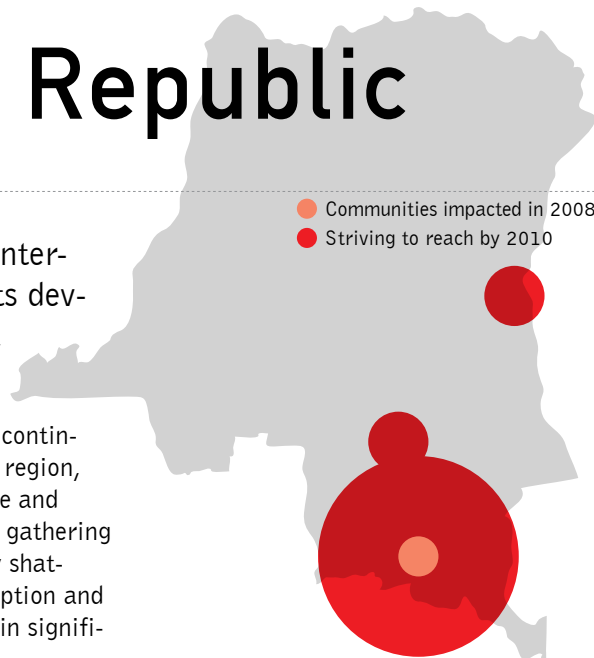 Republic
Communities impacted in 2008
Striving to reach by 2010
nter-
ts dev-
contin-
region,
e and
gathering
shat-
ption and
in signifi-